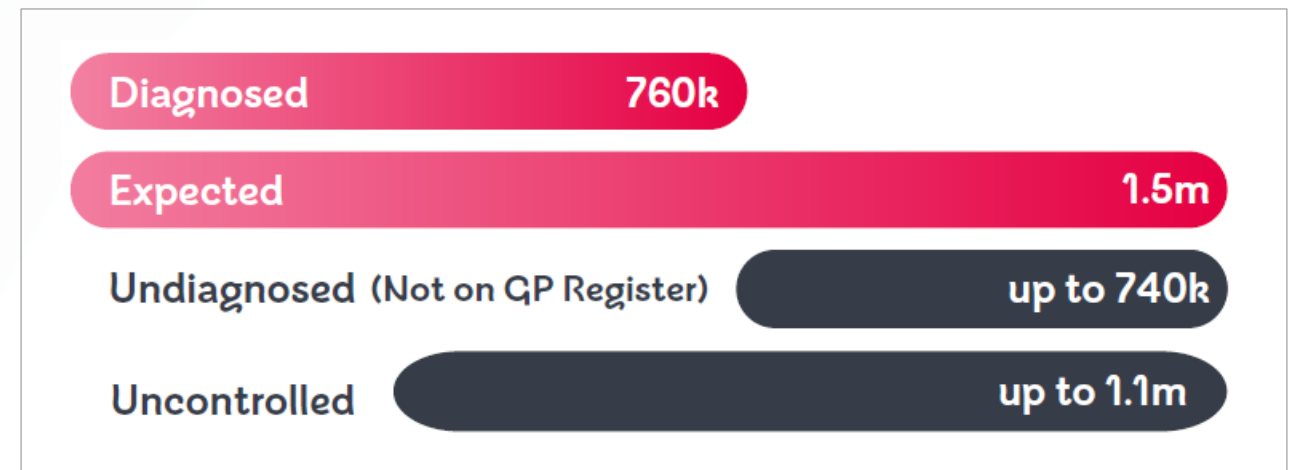 Diagnosed 760k
Expected 1.5m
Undiagnosed (Not on GP Register) up to 740k
Uncontrolled up to 1.1m